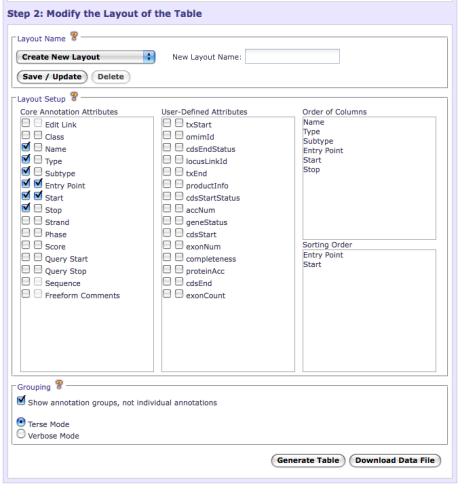 Step 2: Modify the Layout of the Table
Layout Name ?
Create New Layout
New Layout Name:
Save / Update
Delete
Layout Setup ?
Core Annotation Attributes
Edit Link
Class
Name
Type
Subtype
Entry Point
Start
Stop
Strand
Phase
Score
Query Start
Query Stop
Sequence
Freeform Comments
User-Defined Attributes
txStart
omimId
cdsEndStatus
locusLinkId
txEnd
productInfo
cdsStartStatus
accNum
geneStatus
cdsStart
exonNum
completeness
proteinAcc
cdsEnd
exonCount
Order of Columns
Name
Type
Subtype
Entry Point
Start
Stop
Sorting Order
Entry Point
Start
Grouping ?
Show annotation groups, not individual annotations
Terse Mode
Verbose Mode
Generate Table
Download Data File